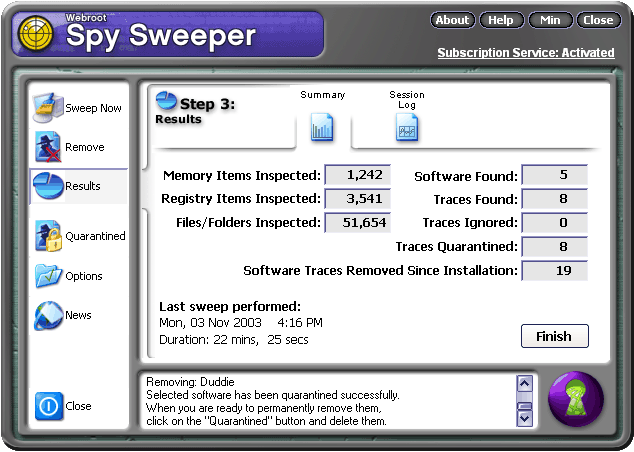 Webroot™
Spy Sweeper
About
Help
Min
Close
Subscription Service: Activated
Sweep Now
Remove
Results
Quarantined
Options
News
Close
Step 3:
Results
Summary
Session
Log
Memory Items Inspected: 1,242
Registry Items Inspected: 3,541
Files/Folders Inspected: 51,654
Software Found: 5
Traces Found: 8
Traces Ignored: 0
Traces Quarantined: 8
Software Traces Removed Since Installation: 19
Last sweep performed:
Mon, 03 Nov 2003 4:16 PM
Duration: 22 mins, 25 secs
Finish
Removing: Duddie
Selected software has been quarantined successfully.
When you are ready to permanently remove them,
click on the "Quarantined" button and delete them.